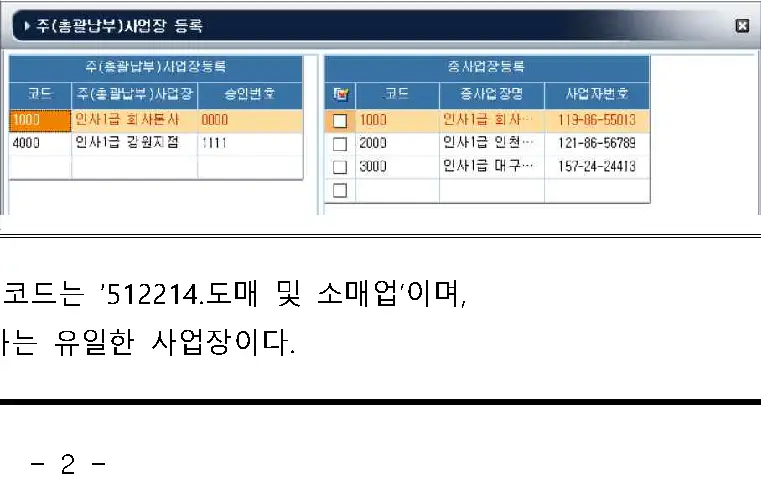 주(총괄납부)사업장 등록
주(총괄납부)사업장등록
코드 주(총괄납부)사업장 승인번호
1000 인사1급 회사본사 0000
4000 인사1급 강원지점 1111
종사업장등록
코드 종사업장명 사업자번호
1000 인사1급 회사… 119-86-55013
2000 인사1급 인천… 121-86-56789
3000 인사1급 대구… 157-24-24413
코드는 '512214.도매 및 소매업'이며,
는 유일한 사업장이다.
- 2 -